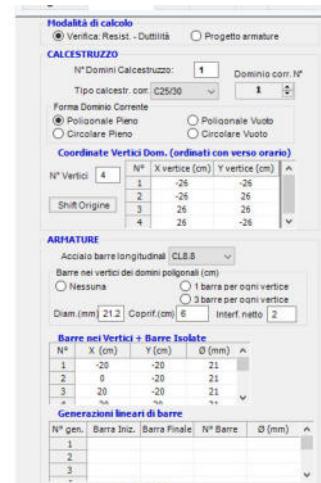 Modalità di calcolo
Verifica: Resist. - Duttilità Progetto armature
CALCESTRUZZO
N° Domini Calcestruzzo: 1 Dominio corr. N°
Tipo calcestr. corr. C25/30 1
Forma Dominio Corrente
Poligonale Pieno Poligonale Vuoto
Circolare Pieno Circolare Vuoto
Coordinate Vertici Dom. (ordinati con verso orario)
N° Vertici 4
Shift Origine
N° X vertice (cm) Y vertice (cm)
1 -26 -26
2 -26 26
3 26 26
4 26 -26
ARMATURE
Acciaio barre longitudinali CL8.8
Barre nei vertici dei domini poligonali (cm)
Nessuna 1 barra per ogni vertice
3 barre per ogni vertice
Diam.(mm) 21.2 Coprif.(cm) 6 Interf. netto 2
Barre nei Vertici + Barre Isolate
N° X (cm) Y (cm) Ø (mm)
1 -20 -20 21
2 0 -20 21
3 20 -20 21
Generazioni lineari di barre
N° gen. Barra Iniz. Barra Finale N° Barre Ø (mm)
1
2
3